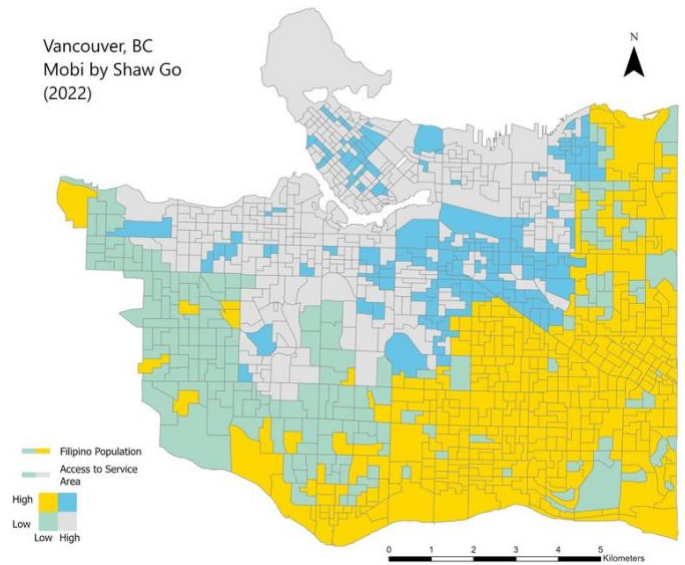 Vancouver, BC
Mobi by Shaw Go
(2022)
N
Filipino Population
Access to Service
Area
High
Low
Low High
0 1 2 3 4 5
Kilometers